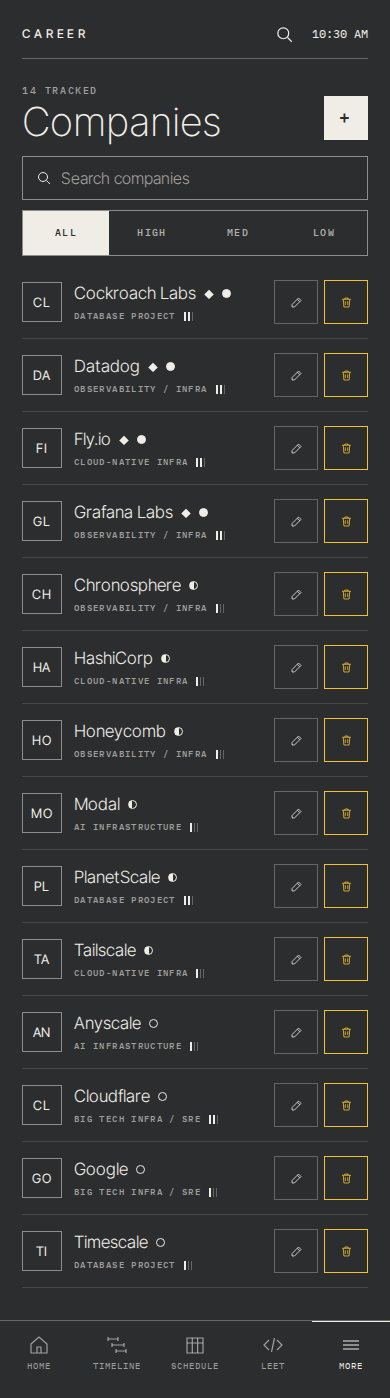 CAREER
10:30 AM
14 TRACKED
Companies
+
Search companies
ALL HIGH MED LOW
CL Cockroach Labs
DATABASE PROJECT
DA Datadog
OBSERVABILITY / INFRA
FI Fly.io
CLOUD-NATIVE INFRA
GL Grafana Labs
OBSERVABILITY / INFRA
CH Chronosphere
OBSERVABILITY / INFRA
HA HashiCorp
CLOUD-NATIVE INFRA
HO Honeycomb
OBSERVABILITY / INFRA
MO Modal
AI INFRASTRUCTURE
PL PlanetScale
DATABASE PROJECT
TA Tailscale
CLOUD-NATIVE INFRA
AN Anyscale
AI INFRASTRUCTURE
CL Cloudflare
BIG TECH INFRA / SRE
GO Google
BIG TECH INFRA / SRE
TI Timescale
DATABASE PROJECT
HOME TIMELINE SCHEDULE LEET MORE